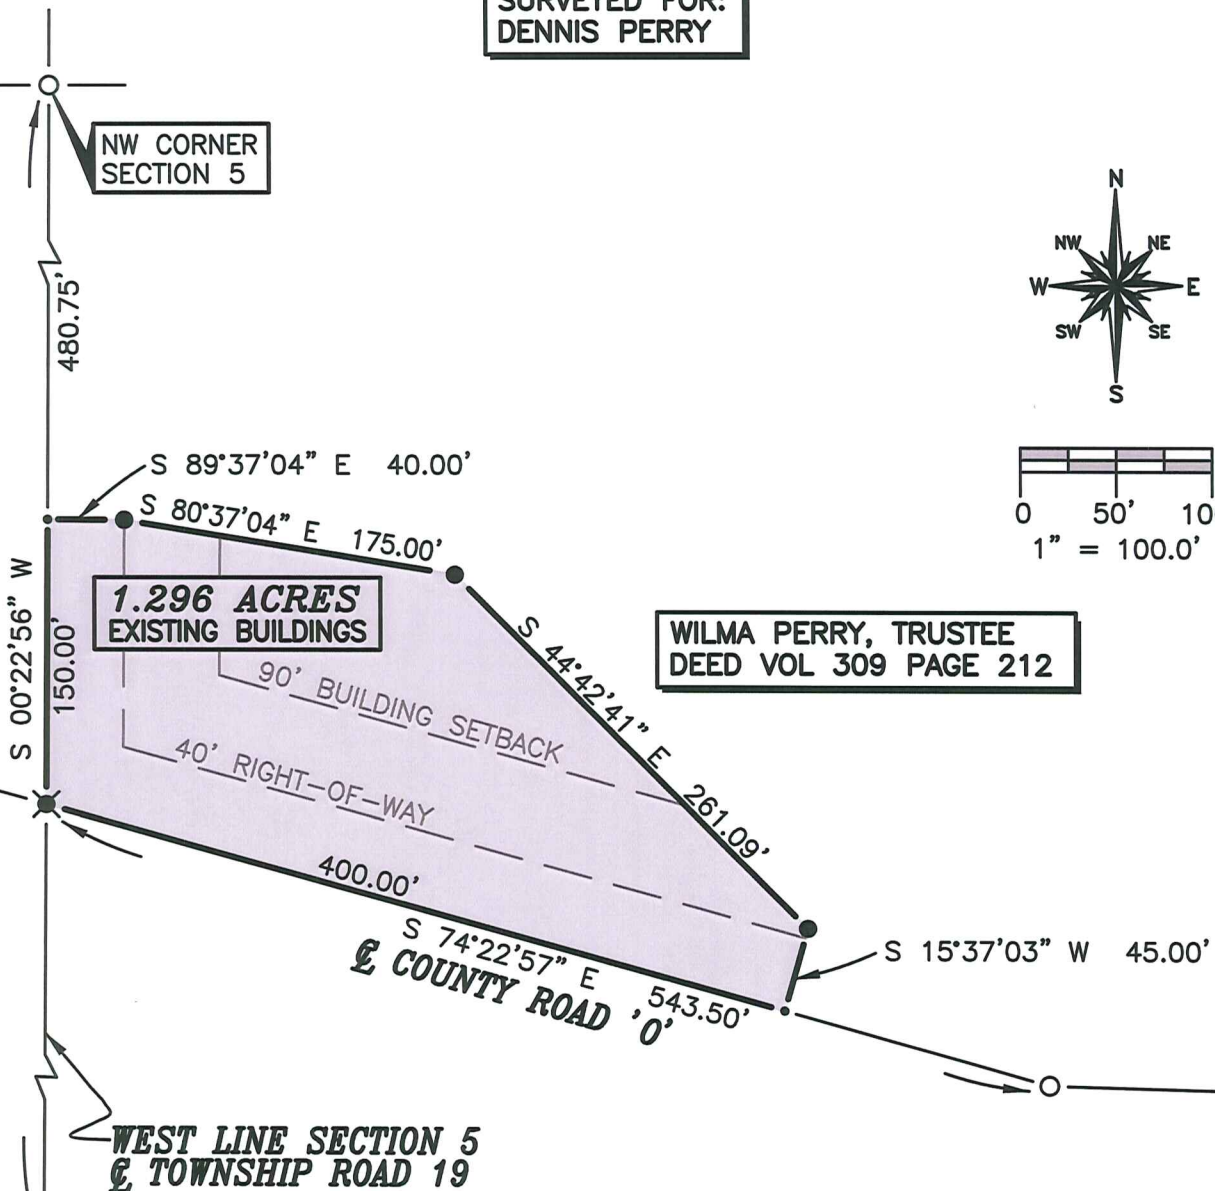 SURVEYED FOR:
DENNIS PERRY
NW CORNER
SECTION 5
N
NW NE
W E
SW SE
S
480.75'
S 89°37'04" E 40.00'
S 80°37'04" E 175.00'
0 50' 10
1" = 100.0'
S 00°22'56" W
150.00'
1.296 ACRES
EXISTING BUILDINGS
WILMA PERRY, TRUSTEE
DEED VOL 309 PAGE 212
S 44°42'41" E 261.09'
90' BUILDING SETBACK
40' RIGHT-OF-WAY
400.00'
S 74°22'57" E 543.50'
℄ COUNTY ROAD 'O'
S 15°37'03" W 45.00'
WEST LINE SECTION 5
℄ TOWNSHIP ROAD 19